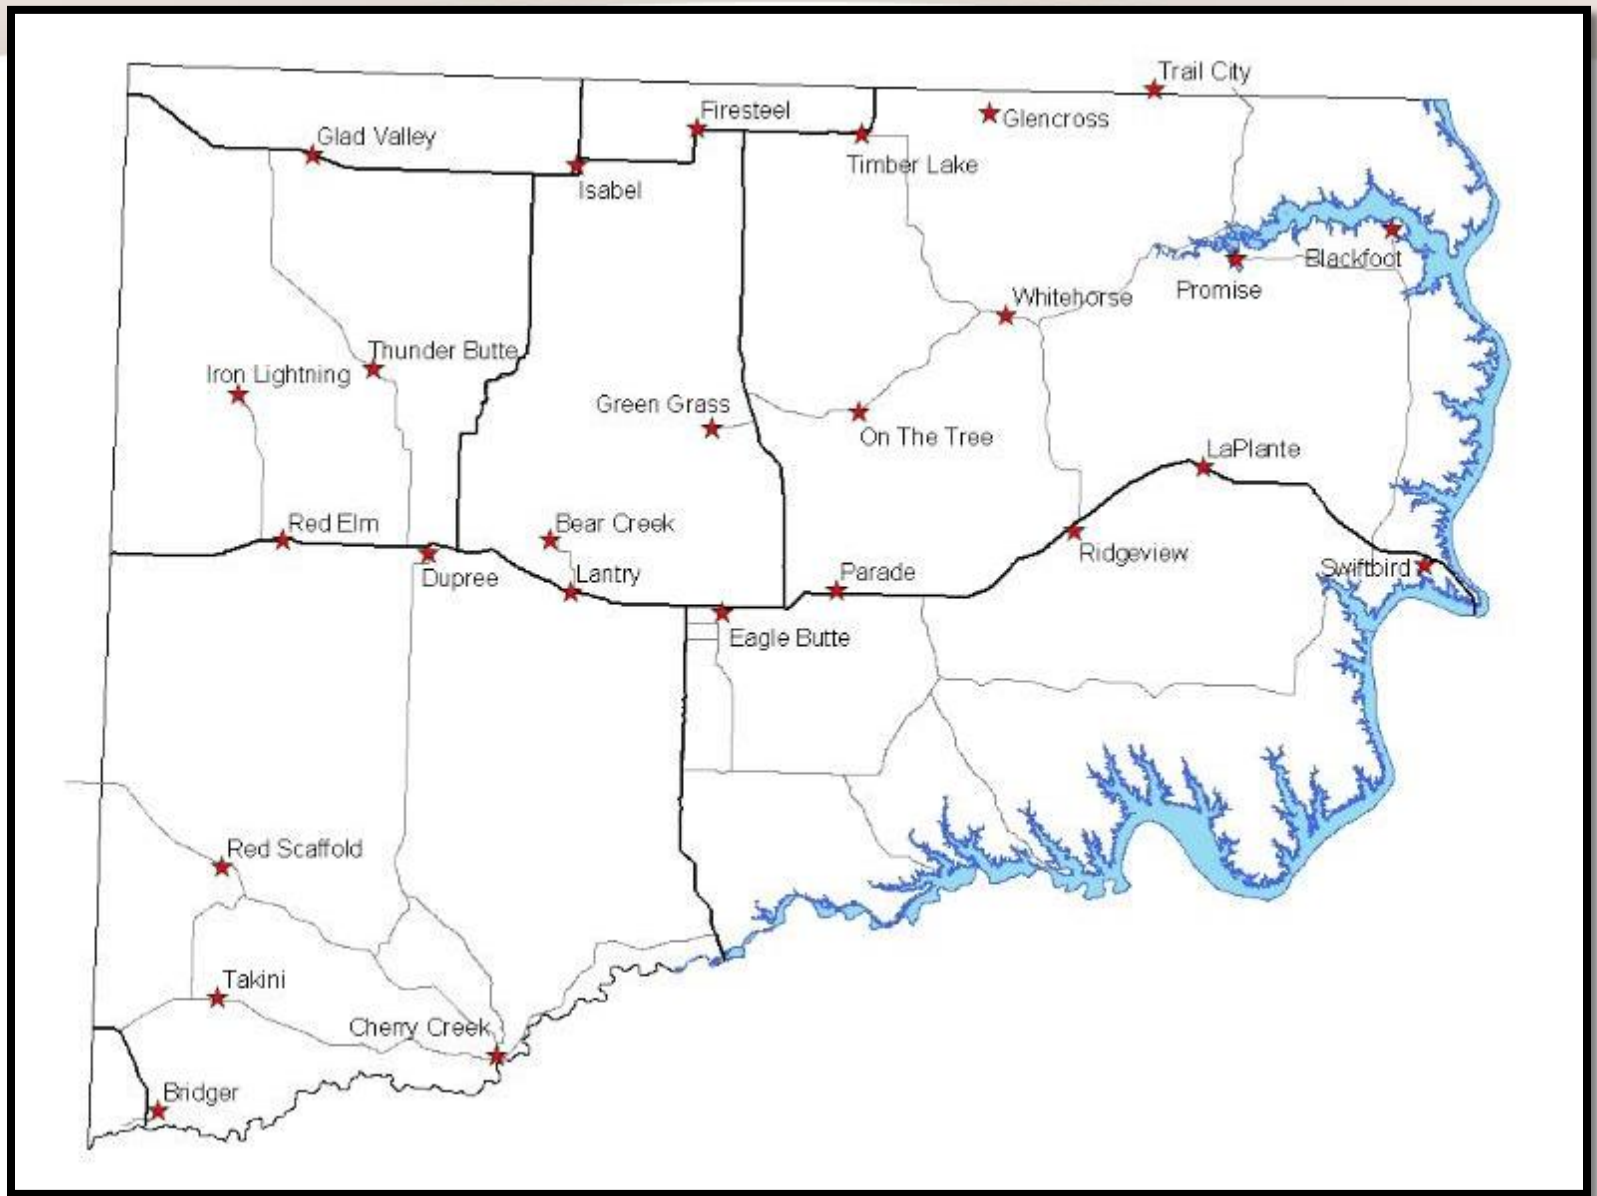 Trail City
Firesteel
Glencross
Glad Valley
Timber Lake
Isabel
Blackfoot
Promise
Whitehorse
Thunder Butte
Iron Lightning
Green Grass
On The Tree
LaPlante
Red Elm
Bear Creek
Ridgeview
Swiftbird
Dupree
Lantry
Parade
Eagle Butte
Red Scaffold
Takini
Cherry Creek
Bridger